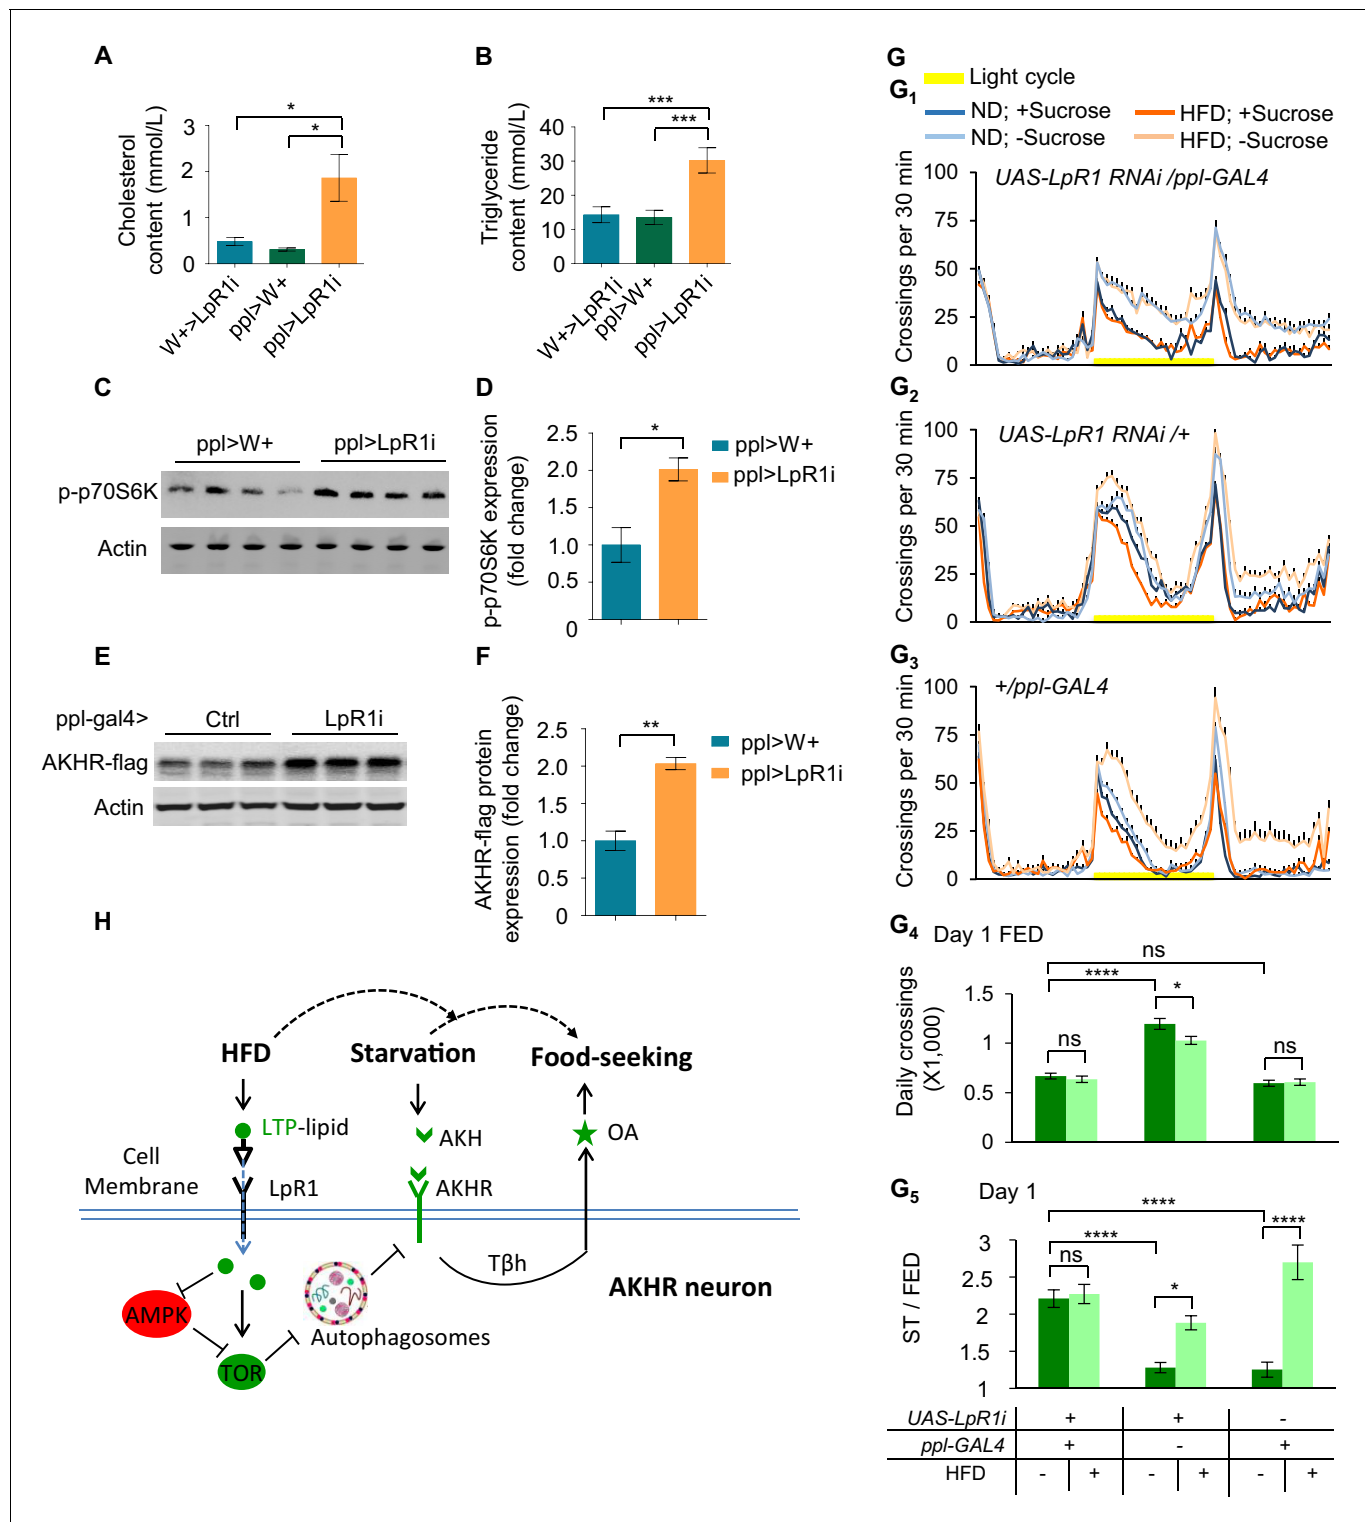 A
Cholesterol
content (mmol/L)
3
2
1
0
*
*
W+>LpR1i
ppl>W+
ppl>LpR1i
B
Triglyceride
content (mmol/L)
40
30
20
10
0
***
***
W+>LpR1i
ppl>W+
ppl>LpR1i
C
ppl>W+ ppl>LpR1i
p-p70S6K
Actin
D
p-p70S6K expression
(fold change)
2.5
2.0
1.5
1.0
0.5
0
*
ppl>W+
ppl>LpR1i
E
ppl-gal4> Ctrl LpR1i
AKHR-flag
Actin
F
AKHR-flag protein
expression (fold change)
2.5
2.0
1.5
1.0
0.5
0
**
ppl>W+
ppl>LpR1i
G
Light cycle
G1
ND; +Sucrose HFD; +Sucrose
ND; -Sucrose HFD; -Sucrose
UAS-LpR1 RNAi /ppl-GAL4
Crossings per 30 min
100
75
50
25
0
G2
UAS-LpR1 RNAi /+
Crossings per 30 min
100
75
50
25
0
G3
+/ppl-GAL4
Crossings per 30 min
100
75
50
25
0
G4 Day 1 FED
Daily crossings
(X1,000)
1.5
1
0.5
0
ns
****
*
ns
ns
G5 Day 1
ST / FED
3
2.5
2
1.5
1
****
****
****
ns
*
UAS-LpR1i + + -
ppl-GAL4 + - +
HFD - + - + - +
H
HFD Starvation Food-seeking
LTP-lipid AKH OA
Cell
Membrane
LpR1 AKHR
Tβh
AKHR neuron
AMPK
Autophagosomes
TOR